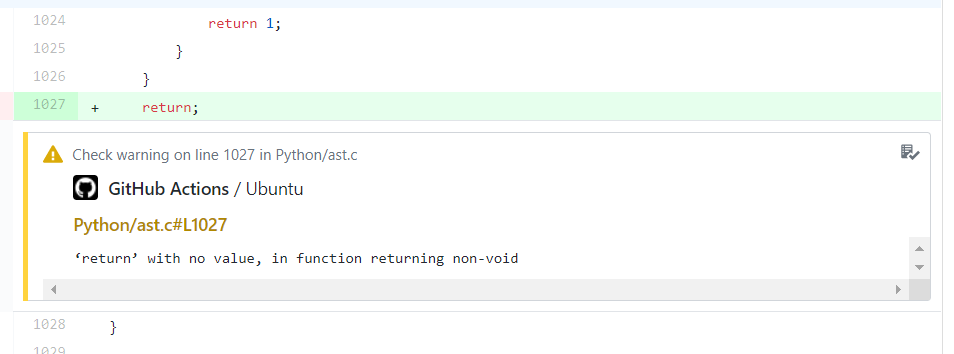 1024 return 1;
1025 }
1026 }
1027 + return;
Check warning on line 1027 in Python/ast.c
GitHub Actions / Ubuntu
Python/ast.c#L1027
‘return’ with no value, in function returning non-void
1028 }
1029